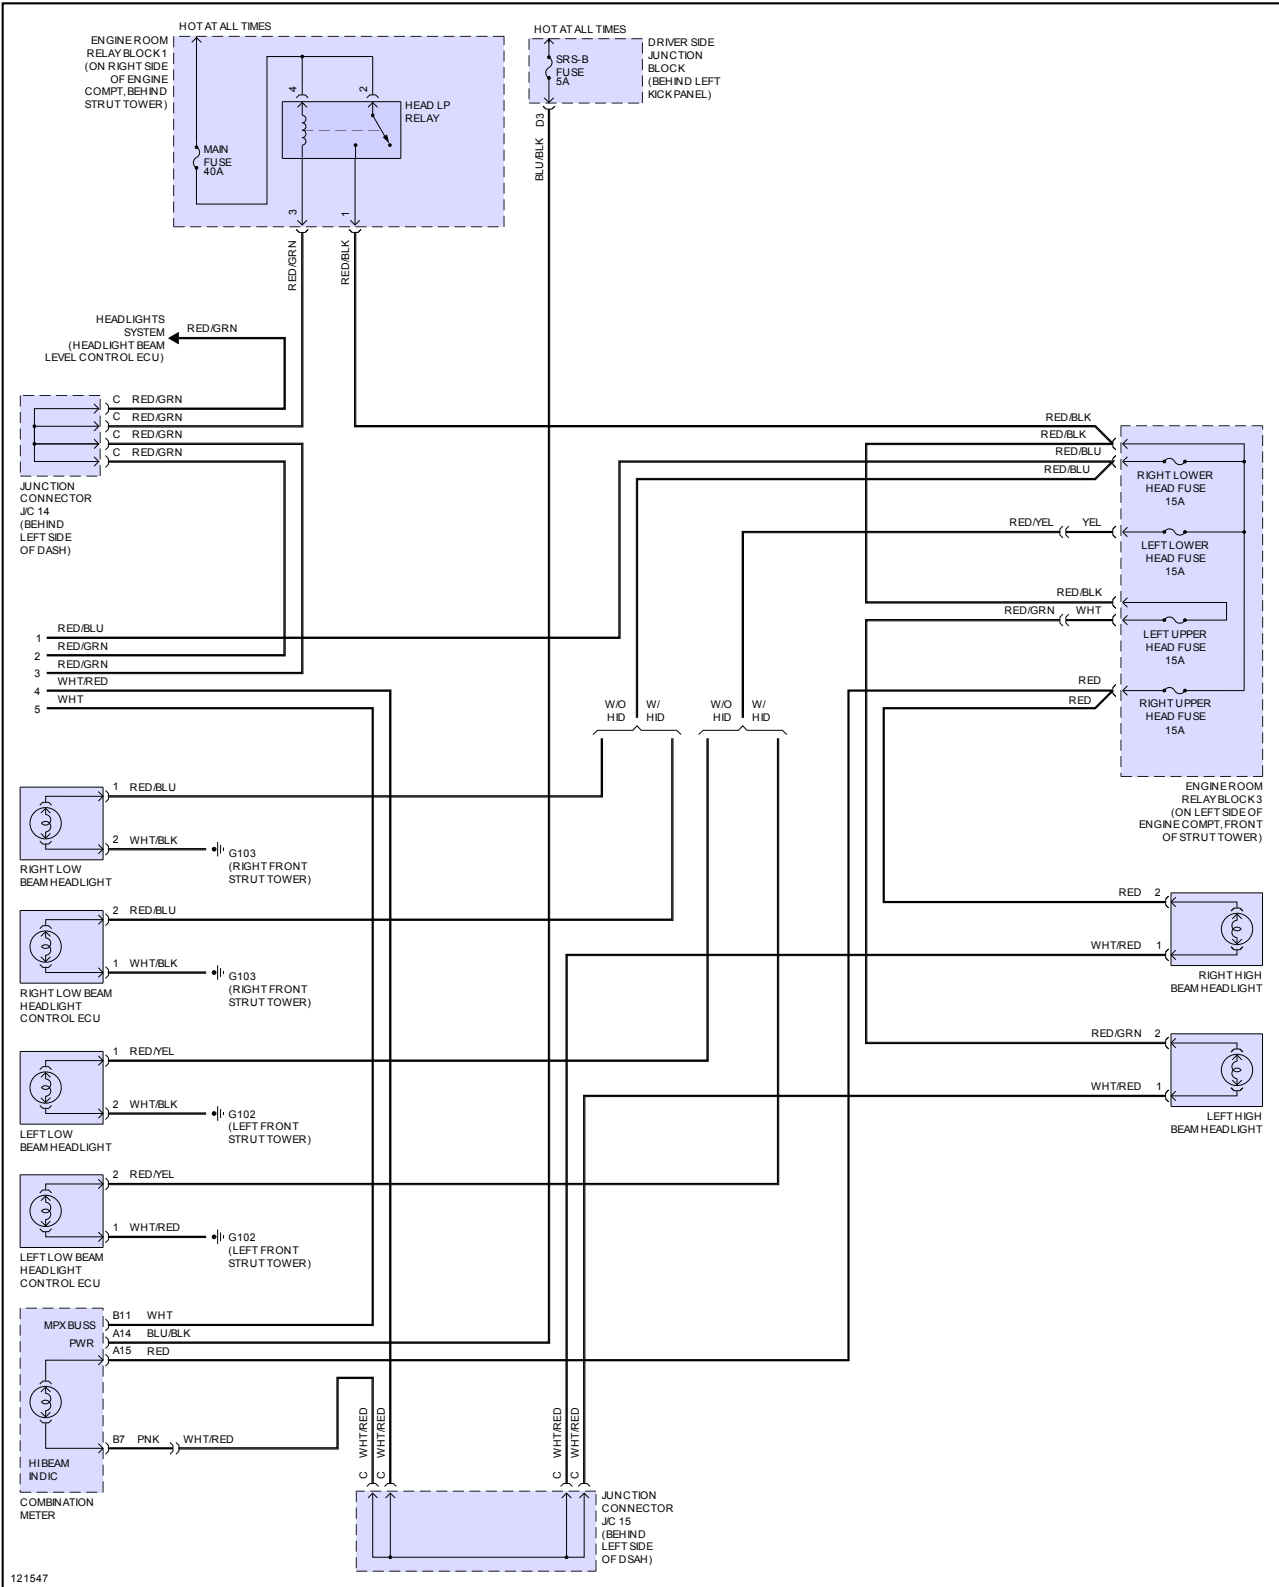 HOT AT ALL TIMES
ENGINE ROOM
RELAY BLOCK 1
(ON RIGHT SIDE
OF ENGINE
COMPT, BEHIND
STRUT TOWER)
MAIN
FUSE
40A
4
2
HEAD LP
RELAY
3
1
RED/GRN
RED/BLK
HOT AT ALL TIMES
SRS-B
FUSE
5A
DRIVER SIDE
JUNCTION
BLOCK
(BEHIND LEFT
KICK PANEL)
D3
BLU/BLK
HEADLIGHTS
SYSTEM
(HEADLIGHT BEAM
LEVEL CONTROL ECU)
RED/GRN
C RED/GRN
C RED/GRN
C RED/GRN
C RED/GRN
JUNCTION
CONNECTOR
J/C 14
(BEHIND
LEFT SIDE
OF DASH)
RED/BLK
RED/BLK
RED/BLU
RED/BLU
RIGHT LOWER
HEAD FUSE
15A
RED/YEL YEL
LEFT LOWER
HEAD FUSE
15A
RED/BLK
RED/GRN WHT
LEFT UPPER
HEAD FUSE
15A
RED
RED
RIGHT UPPER
HEAD FUSE
15A
ENGINE ROOM
RELAY BLOCK 3
(ON LEFT SIDE OF
ENGINE COMPT, FRONT
OF STRUT TOWER)
1 RED/BLU
2 RED/GRN
3 RED/GRN
4 WHT/RED
5 WHT
W/O
HID
W/
HID
W/O
HID
W/
HID
1 RED/BLU
2 WHT/BLK
G103
(RIGHT FRONT
STRUT TOWER)
RIGHT LOW
BEAM HEADLIGHT
2 RED/BLU
1 WHT/BLK
G103
(RIGHT FRONT
STRUT TOWER)
RIGHT LOW BEAM
HEADLIGHT
CONTROL ECU
1 RED/YEL
2 WHT/BLK
G102
(LEFT FRONT
STRUT TOWER)
LEFT LOW
BEAM HEADLIGHT
2 RED/YEL
1 WHT/RED
G102
(LEFT FRONT
STRUT TOWER)
LEFT LOW BEAM
HEADLIGHT
CONTROL ECU
RED 2
WHT/RED 1
RIGHT HIGH
BEAM HEADLIGHT
RED/GRN 2
WHT/RED 1
LEFT HIGH
BEAM HEADLIGHT
MPX BUSS
B11 WHT
PWR
A14 BLU/BLK
A15 RED
B7 PNK WHT/RED
HI BEAM
INDIC
COMBINATION
METER
C WHT/RED
C WHT/RED
C WHT/RED
C WHT/RED
JUNCTION
CONNECTOR
J/C 15
(BEHIND
LEFT SIDE
OF DSAH)
121547